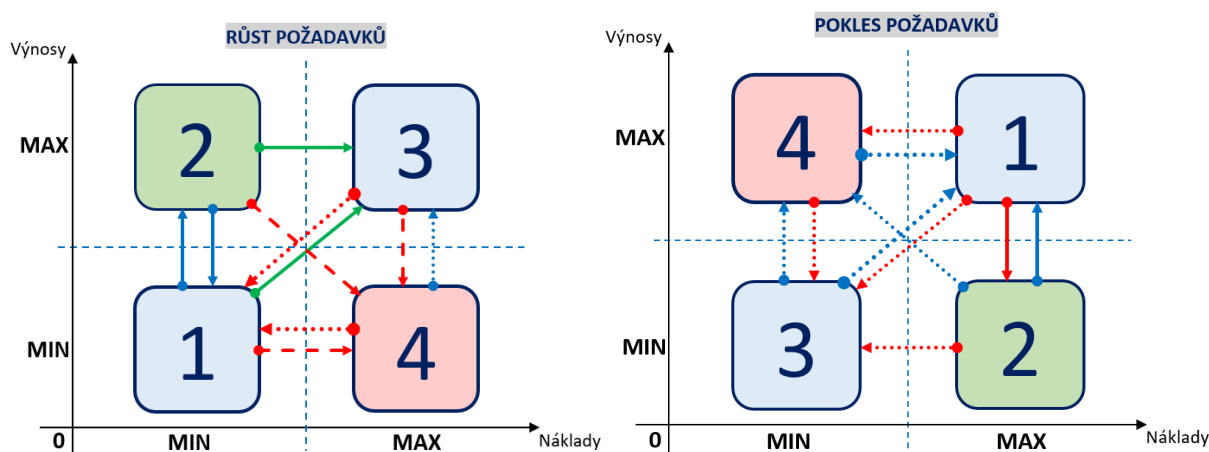 RŮST POŽADAVKŮ
Výnosy
2
3
MAX
1
4
MIN
0
MIN
MAX
Náklady
POKLES POŽADAVKŮ
Výnosy
4
1
MAX
3
2
MIN
0
MIN
MAX
Náklady